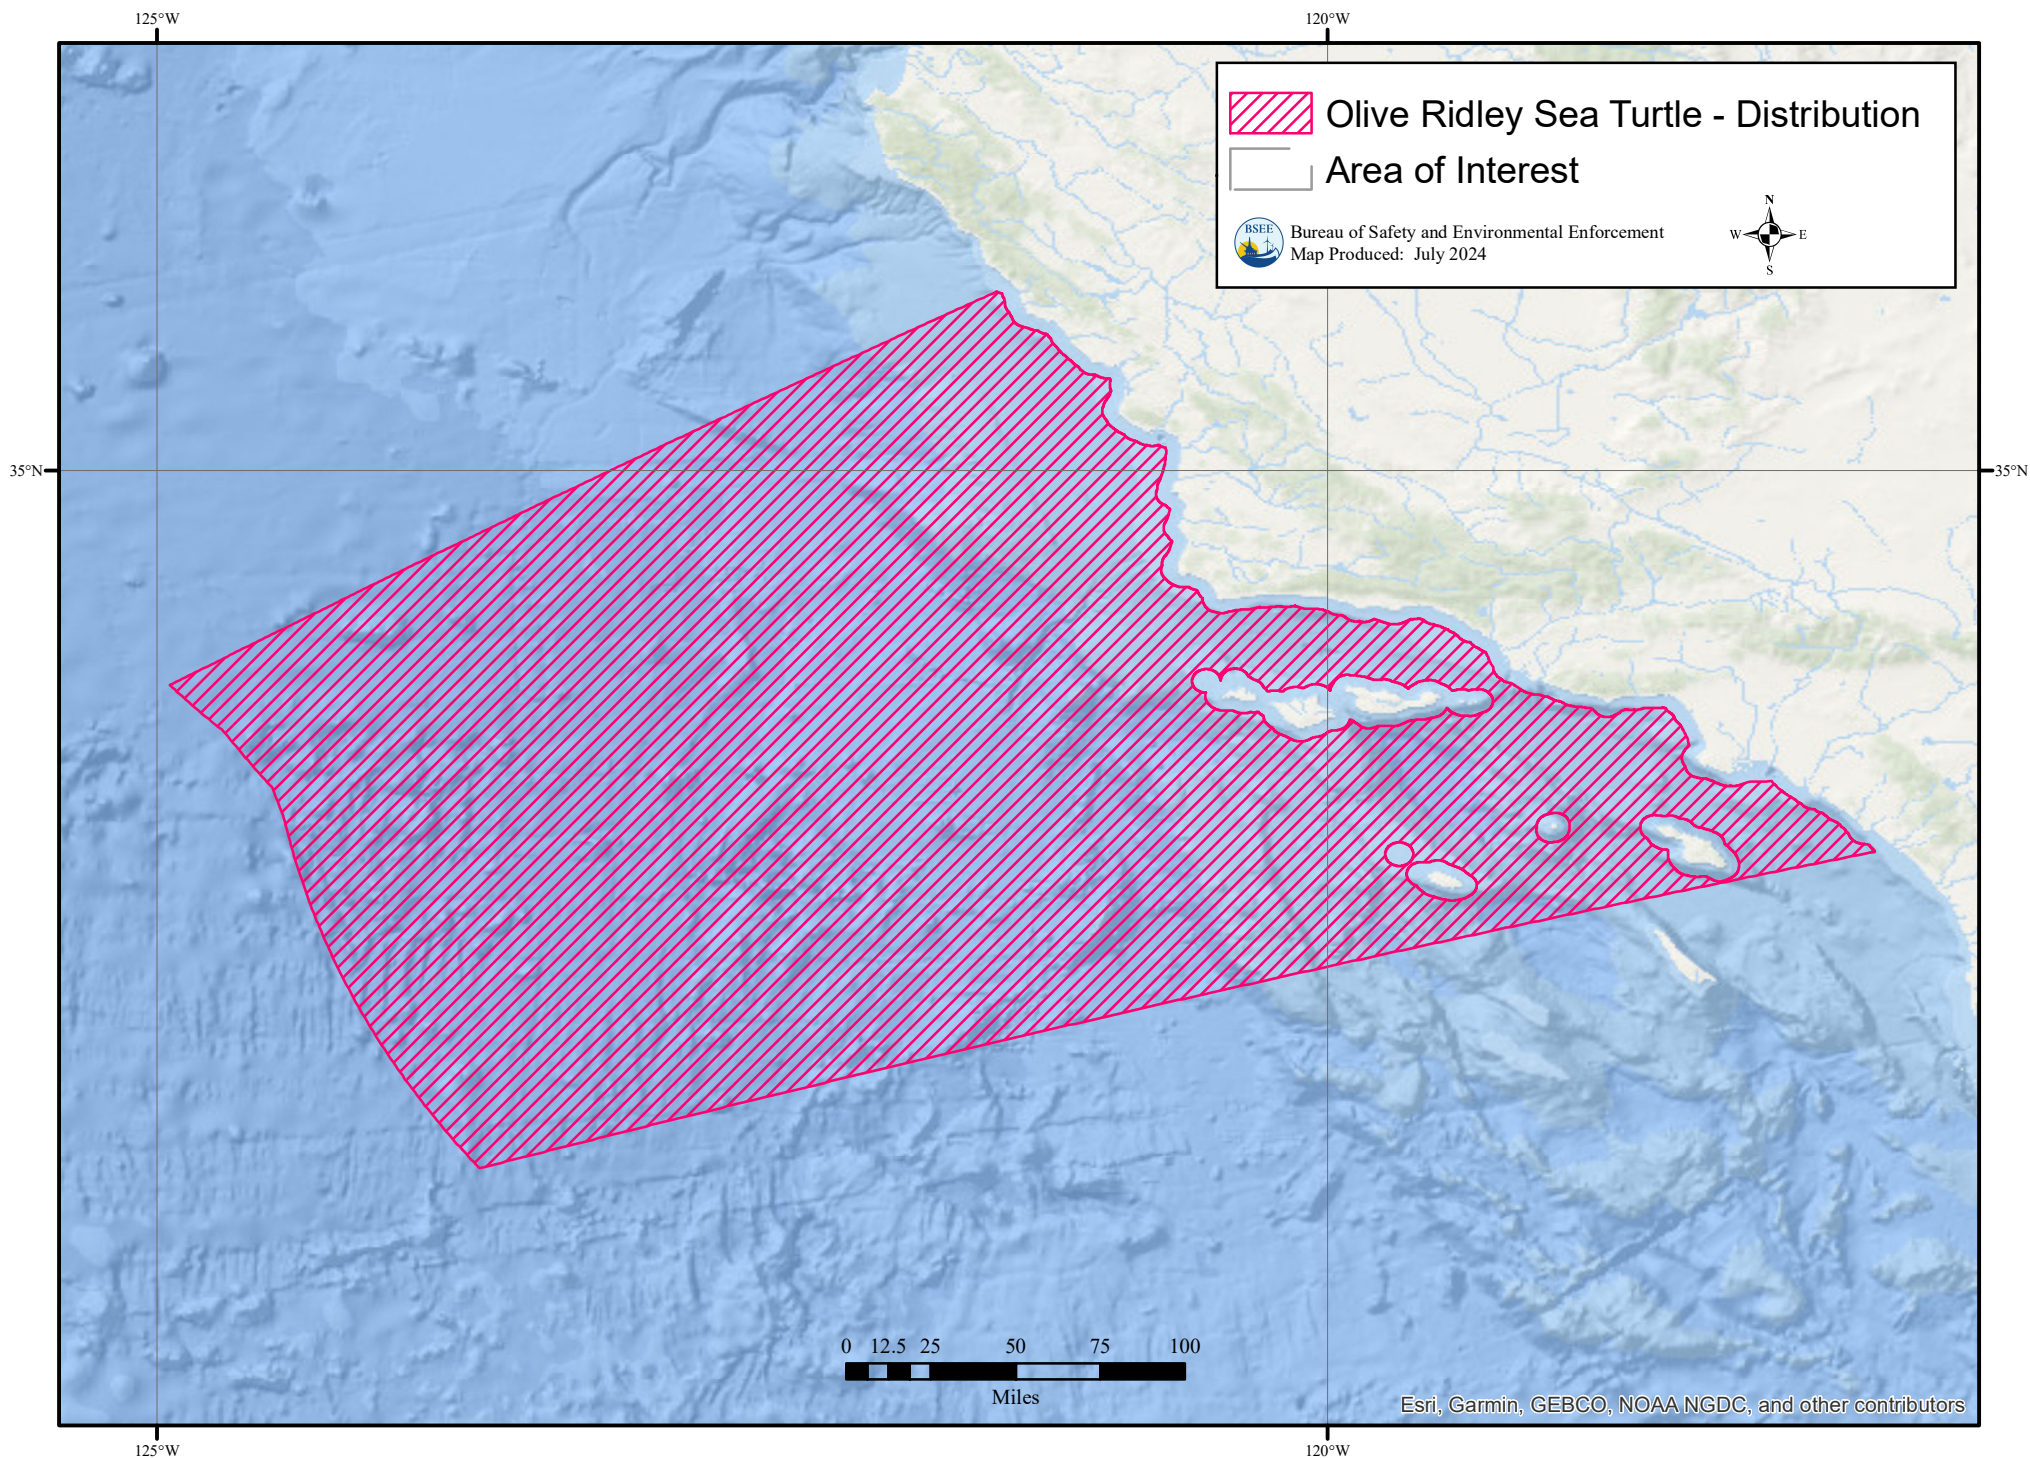 125°W 120°W
Olive Ridley Sea Turtle - Distribution
Area of Interest
BSEE
Bureau of Safety and Environmental Enforcement
Map Produced: July 2024
N
W E
S
35°N 35°N
0 12.5 25 50 75 100
Miles
Esri, Garmin, GEBCO, NOAA NGDC, and other contributors
125°W 120°W